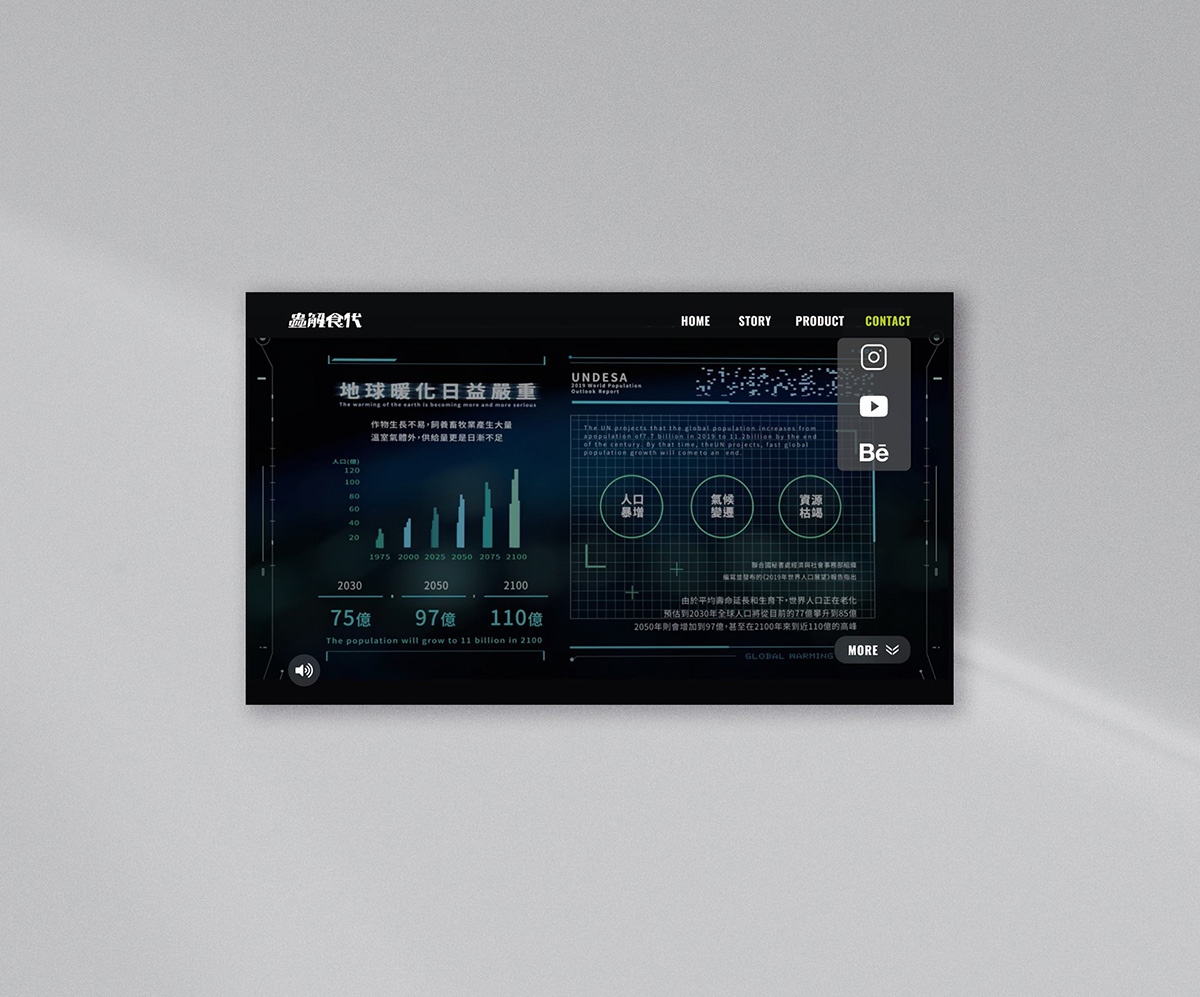 蟲解食代
HOME
STORY
PRODUCT
CONTACT
地球暖化日益嚴重
The warming of the earth is becoming more and more serious
作物生長不易，飼養畜牧業產生大量
溫室氣體外，供給量更是日漸不足
人口(億)
120
100
80
60
40
20
1975 2000 2025 2050 2075 2100
2030 2050 2100
75億 97億 110億
The population will grow to 11 billion in 2100
UNDESA
2019 World Population
Outlook Report
The UN projects that the global population increases from
apopulation of7.7 billion in 2019 to 11.2billion by the end
of the century. By that time, theUN projects, fast global
population growth will come to an end.
人口
暴增
氣候
變遷
資源
枯竭
聯合國秘書處經濟與社會事務部組織
編寫並發布的《2019年世界人口展望》報告指出
由於平均壽命延長和生育下，世界人口正在老化
預估到2030年全球人口將從目前的77億攀升到85億
2050年則會增加到97億，甚至在2100年來到近110億的高峰
GLOBAL WARMING
MORE
Bē